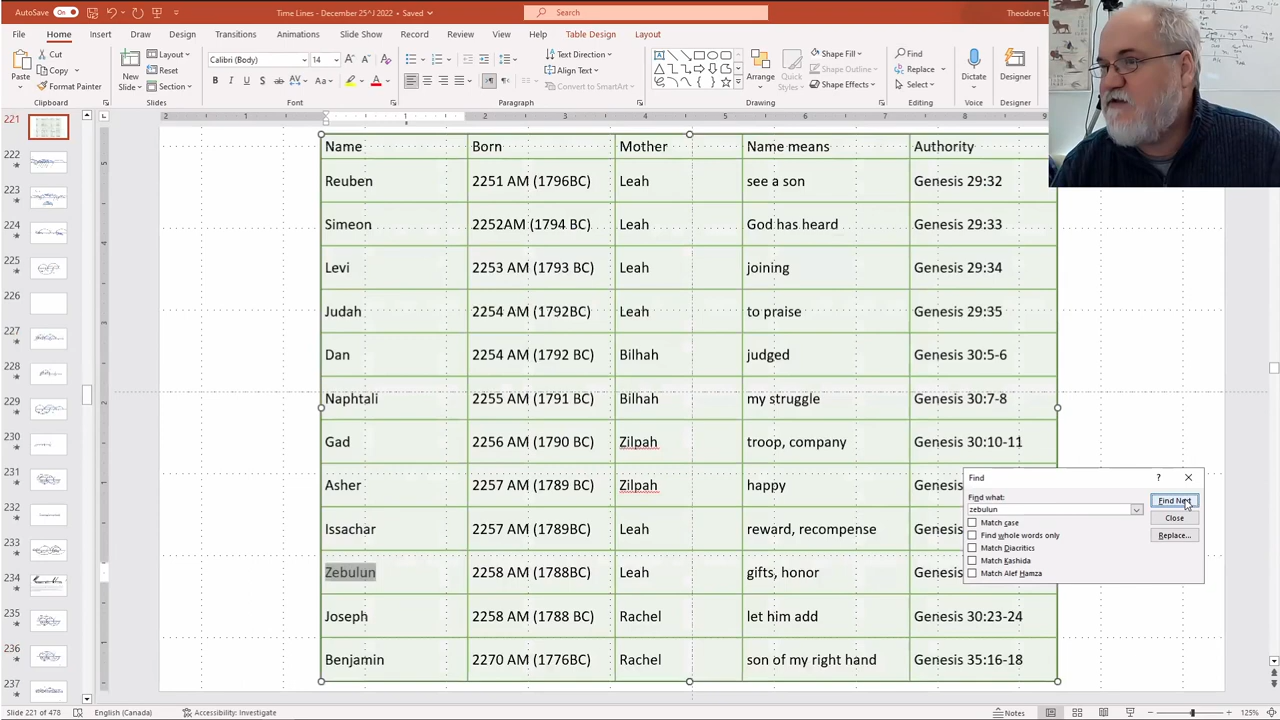 AutoSave On Time Lines - December 25^J 2022 - Saved Search Theodore Tu
File Home Insert Draw Design Transitions Animations Slide Show Record Review View Help Table Design Layout
Paste Cut Copy Format Painter Clipboard
New Slide Layout Reset Section Slides
Calibri (Body) 14 Font
Paragraph Text Direction Align Text Convert to SmartArt
Arrange Quick Styles Shape Fill Shape Outline Shape Effects Drawing
Find Replace Select Editing
Dictate Voice
Designer Designer
221
222
223
224
225
226
227
228
229
230
231
232
233
234
235
236
237
Name Born Mother Name means Authority
Reuben 2251 AM (1796BC) Leah see a son Genesis 29:32
Simeon 2252AM (1794 BC) Leah God has heard Genesis 29:33
Levi 2253 AM (1793 BC) Leah joining Genesis 29:34
Judah 2254 AM (1792BC) Leah to praise Genesis 29:35
Dan 2254 AM (1792 BC) Bilhah judged Genesis 30:5-6
Naphtali 2255 AM (1791 BC) Bilhah my struggle Genesis 30:7-8
Gad 2256 AM (1790 BC) Zilpah troop, company Genesis 30:10-11
Asher 2257 AM (1789 BC) Zilpah happy Genesis
Issachar 2257 AM (1789BC) Leah reward, recompense Genesis
Zebulun 2258 AM (1788BC) Leah gifts, honor Genesis
Joseph 2258 AM (1788 BC) Rachel let him add Genesis 30:23-24
Benjamin 2270 AM (1776BC) Rachel son of my right hand Genesis 35:16-18
Find
Find what:
zebulun
Find Next
Close
Replace...
Match case
Find whole words only
Match Diacritics
Match Kashida
Match Alef Hamza
Slide 221 of 478 English (Canada) Accessibility: Investigate Notes 125%